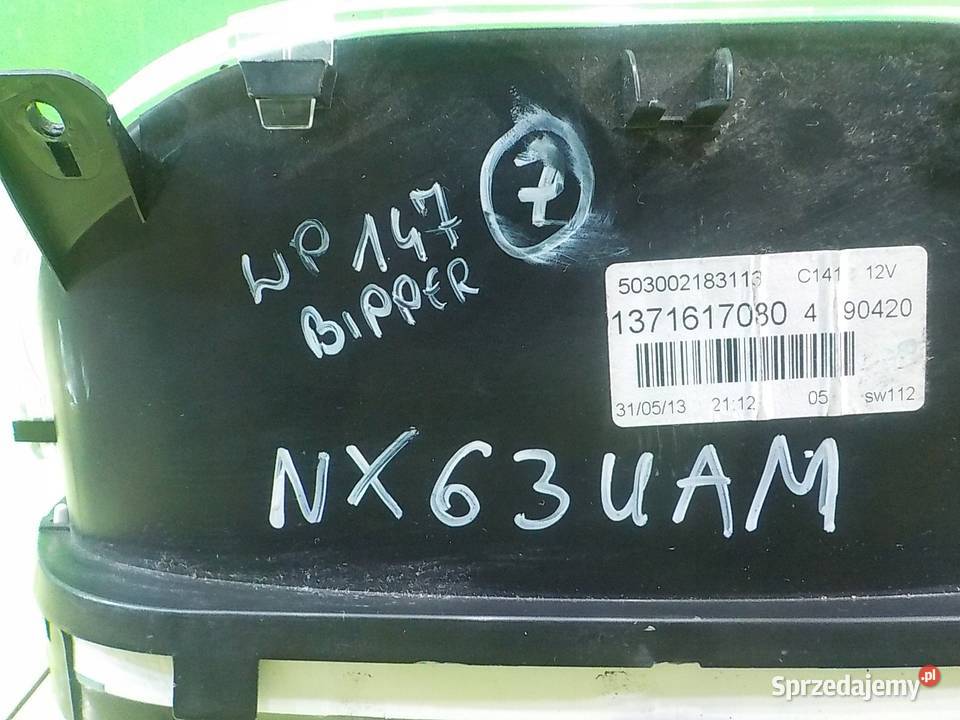 7
WP 147
BIPPER
503002183113 C141 12V
1371617080 4 90420
31/05/13 21:12 05 sw112
NX63UAM
Sprzedajemy.pl